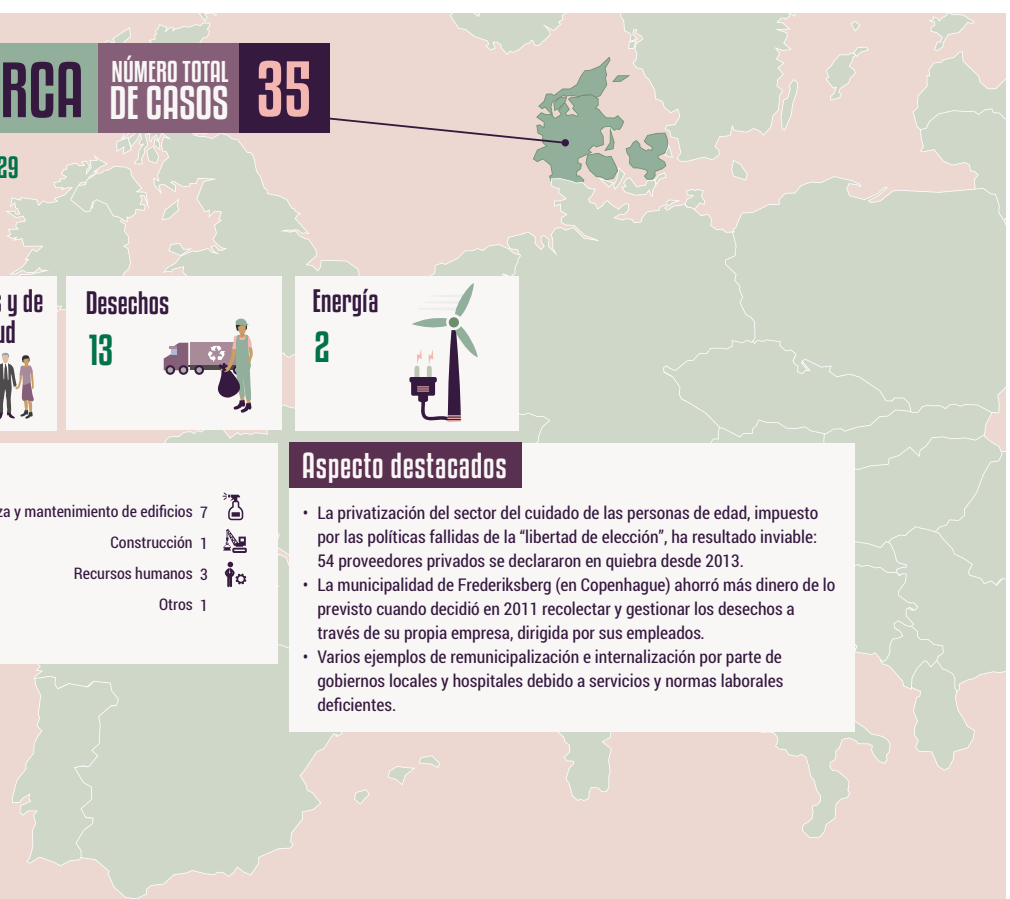 RCA
NÚMERO TOTAL
DE CASOS
35
29
s y de
ud
Desechos
13
Energía
2
za y mantenimiento de edificios 7
Construcción 1
Recursos humanos 3
Otros 1
Aspecto destacados
• La privatización del sector del cuidado de las personas de edad, impuesto
por las políticas fallidas de la “libertad de elección”, ha resultado inviable:
54 proveedores privados se declararon en quiebra desde 2013.
• La municipalidad de Frederiksberg (en Copenhague) ahorró más dinero de lo
previsto cuando decidió en 2011 recolectar y gestionar los desechos a
través de su propia empresa, dirigida por sus empleados.
• Varios ejemplos de remunicipalización e internalización por parte de
gobiernos locales y hospitales debido a servicios y normas laborales
deficientes.